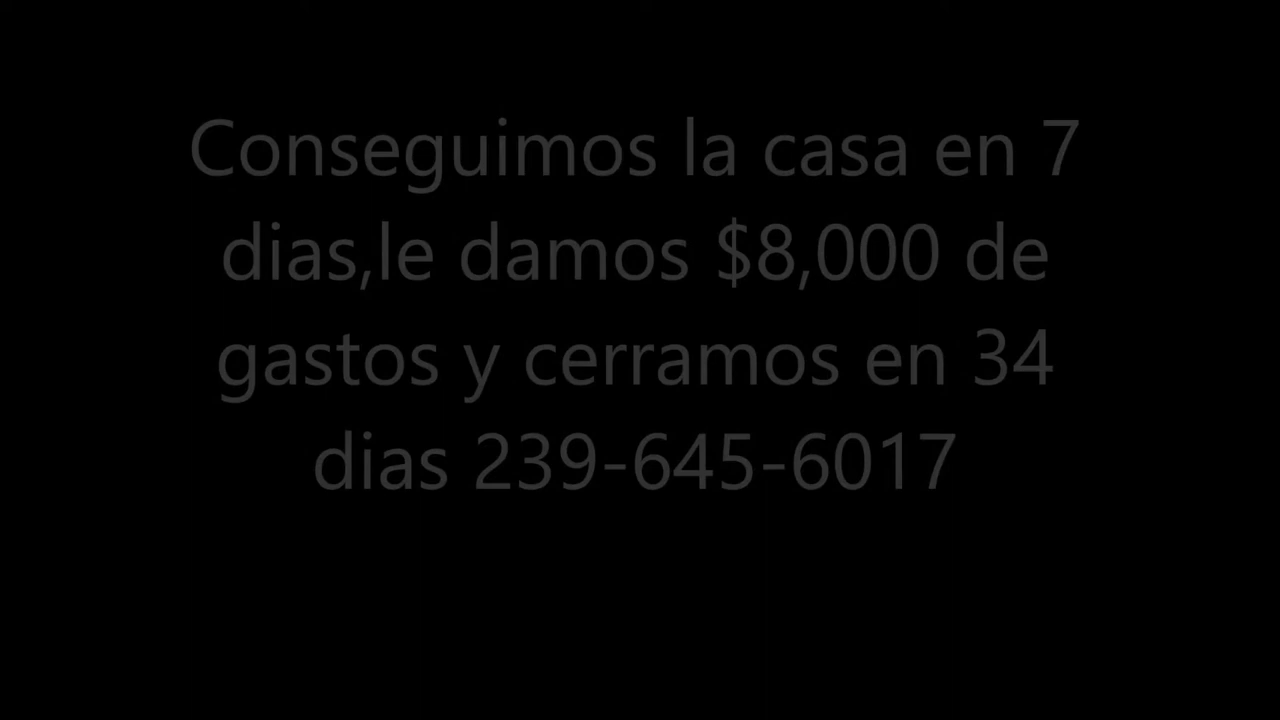 Conseguimos la casa en 7
dias,le damos $8,000 de
gastos y cerramos en 34
dias 239-645-6017